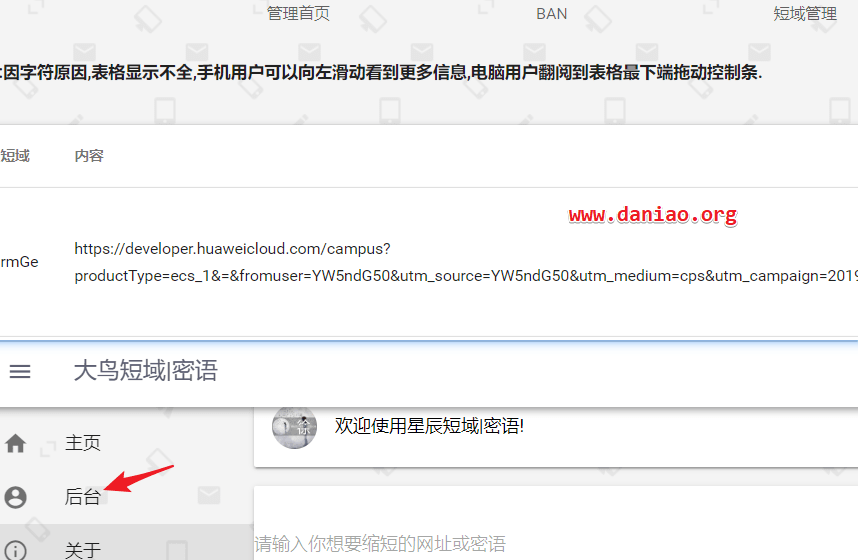 管理首页 BAN 短域管理
:因字符原因,表格显示不全,手机用户可以向左滑动看到更多信息,电脑用户翻阅到表格最下端拖动控制条.
短域 内容
www.daniao.org
rmGe https://developer.huaweicloud.com/campus?
productType=ecs_1&=&fromuser=YW5ndG50&utm_source=YW5ndG50&utm_medium=cps&utm_campaign=2019
大鸟短域|密语
欢迎使用星辰短域|密语!
主页
后台
请输入你想要缩短的网址或密语
关于